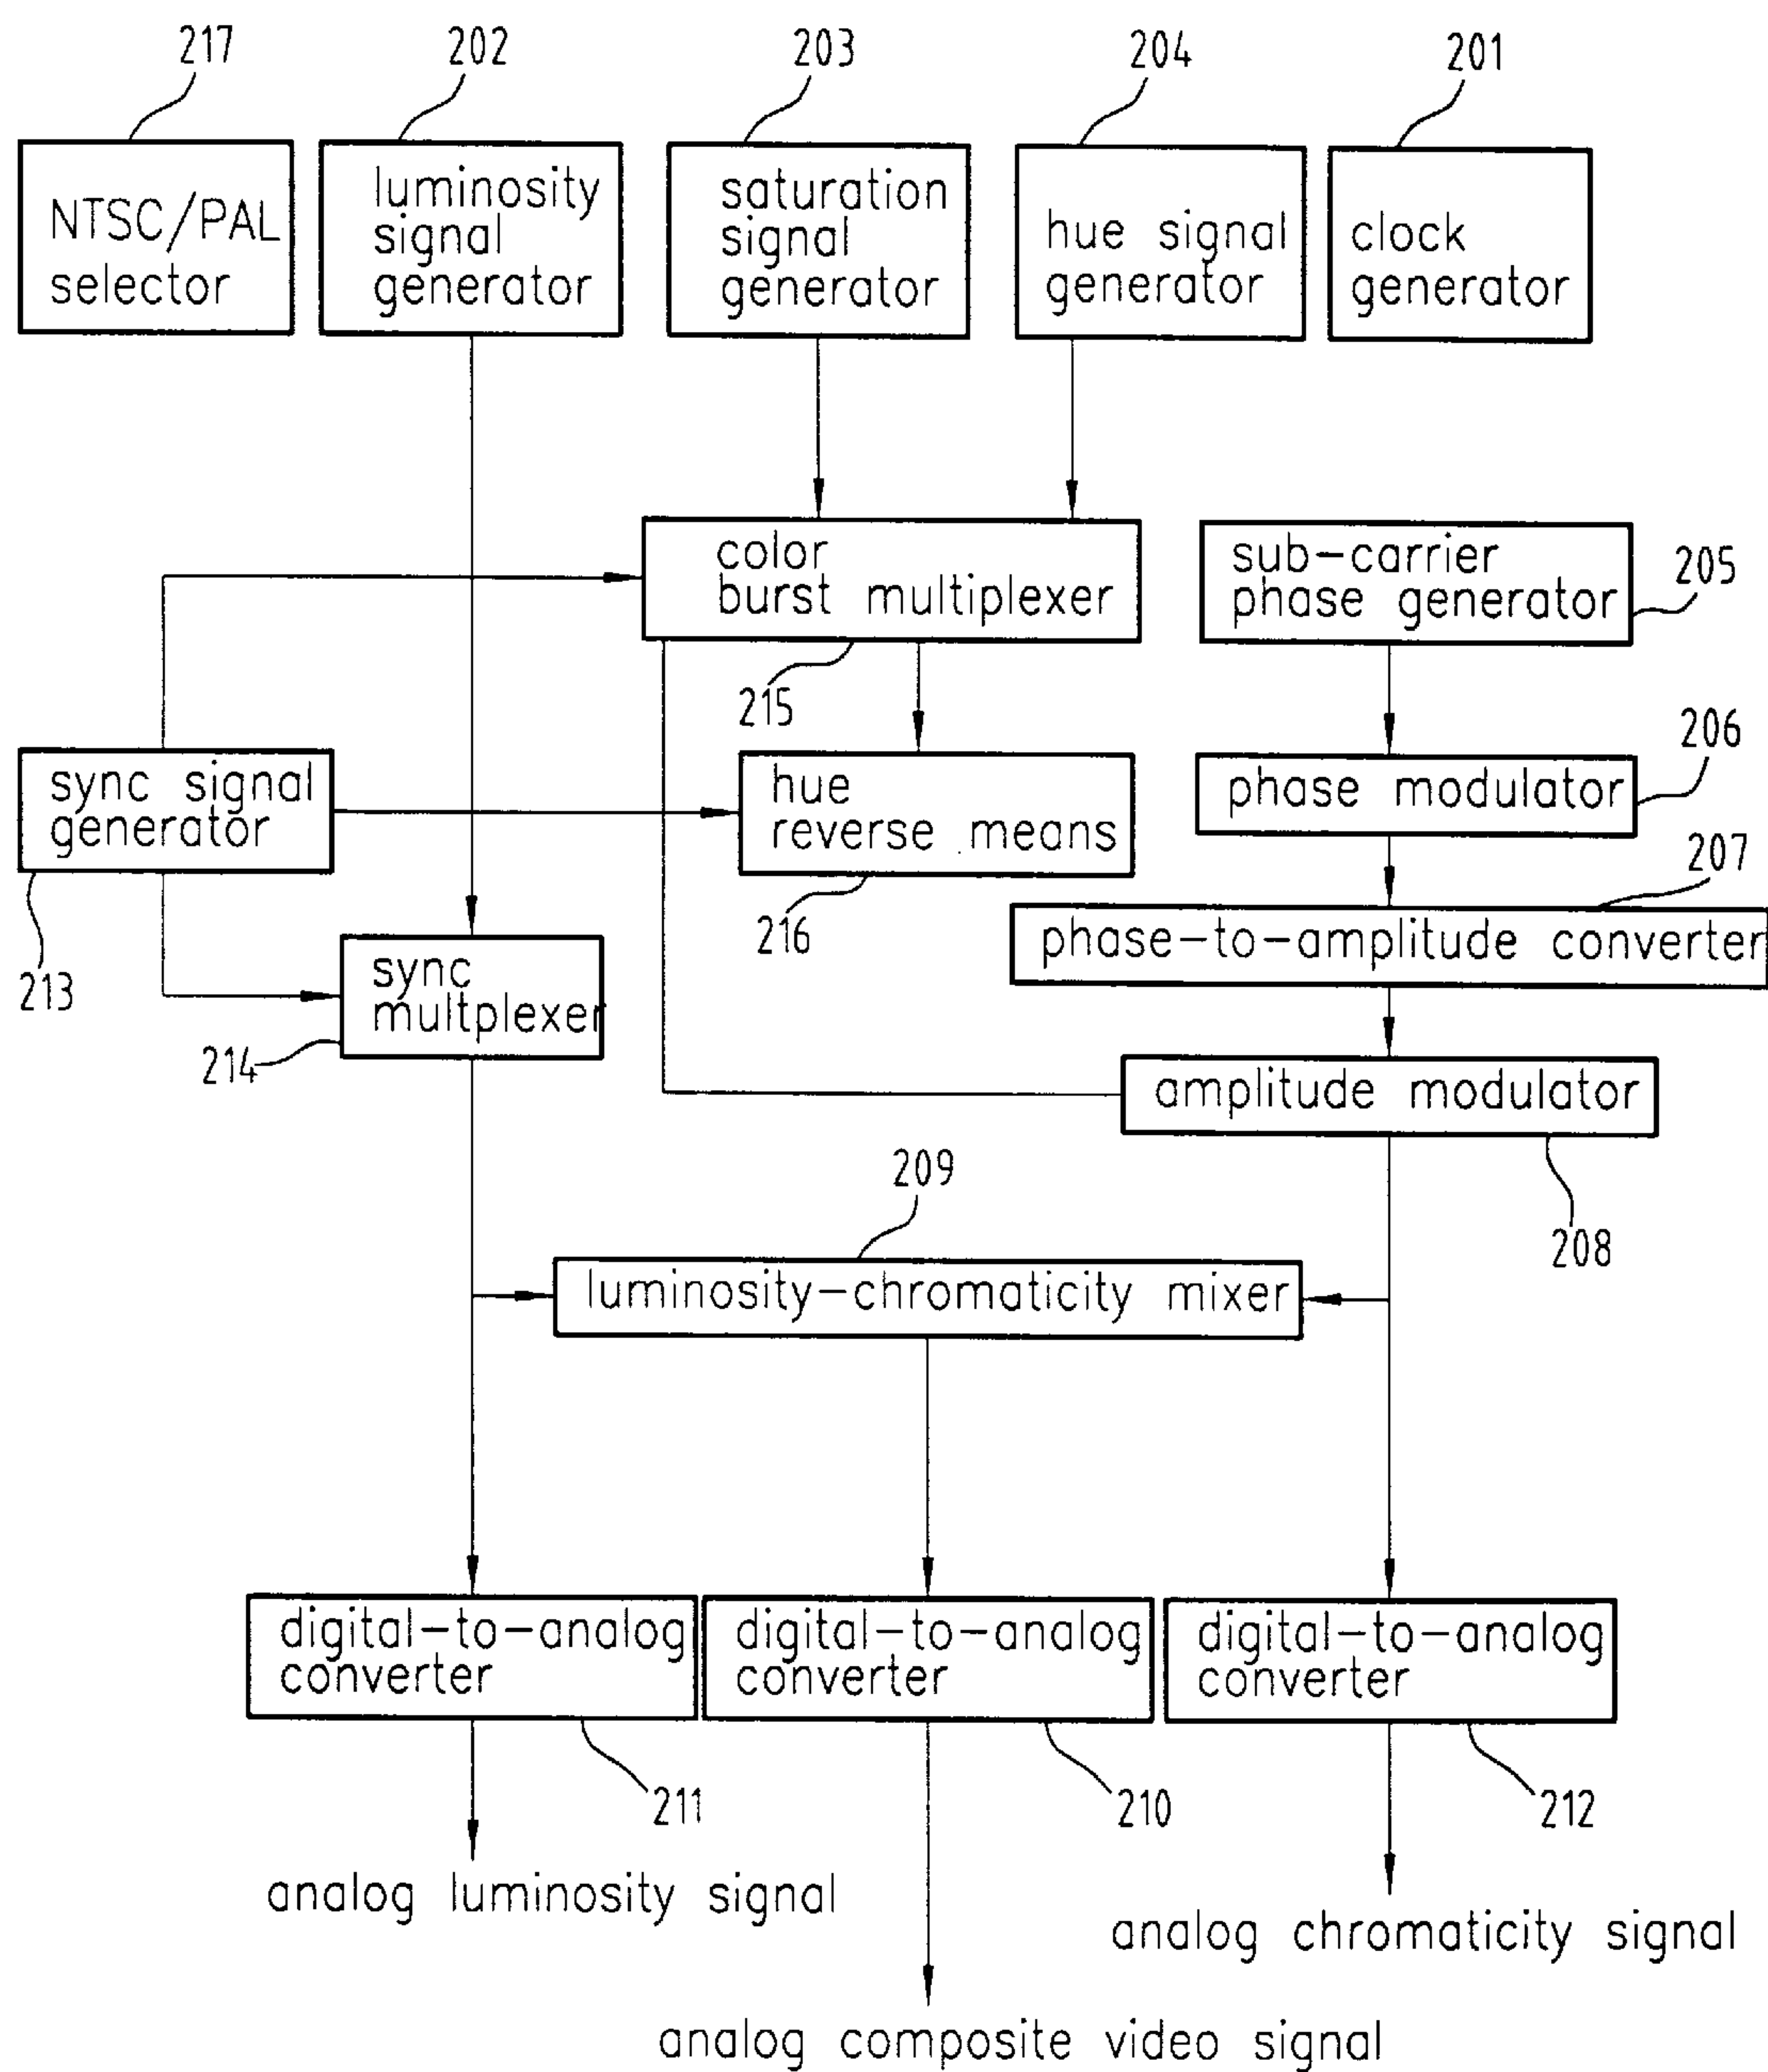 217
202
203
204
201
NTSC/PAL
selector
luminosity
signal
generator
saturation
signal
generator
hue signal
generator
clock
generator
color
burst multiplexer
215
sub-carrier
phase generator
205
sync signal
generator
213
hue
reverse means
216
phase modulator
206
207
phase-to-amplitude converter
sync
multplexer
214
amplitude modulator
208
209
luminosity-chromaticity mixer
digital-to-analog
converter
211
digital-to-analog
converter
210
digital-to-analog
converter
212
analog luminosity signal
analog chromaticity signal
analog composite video signal